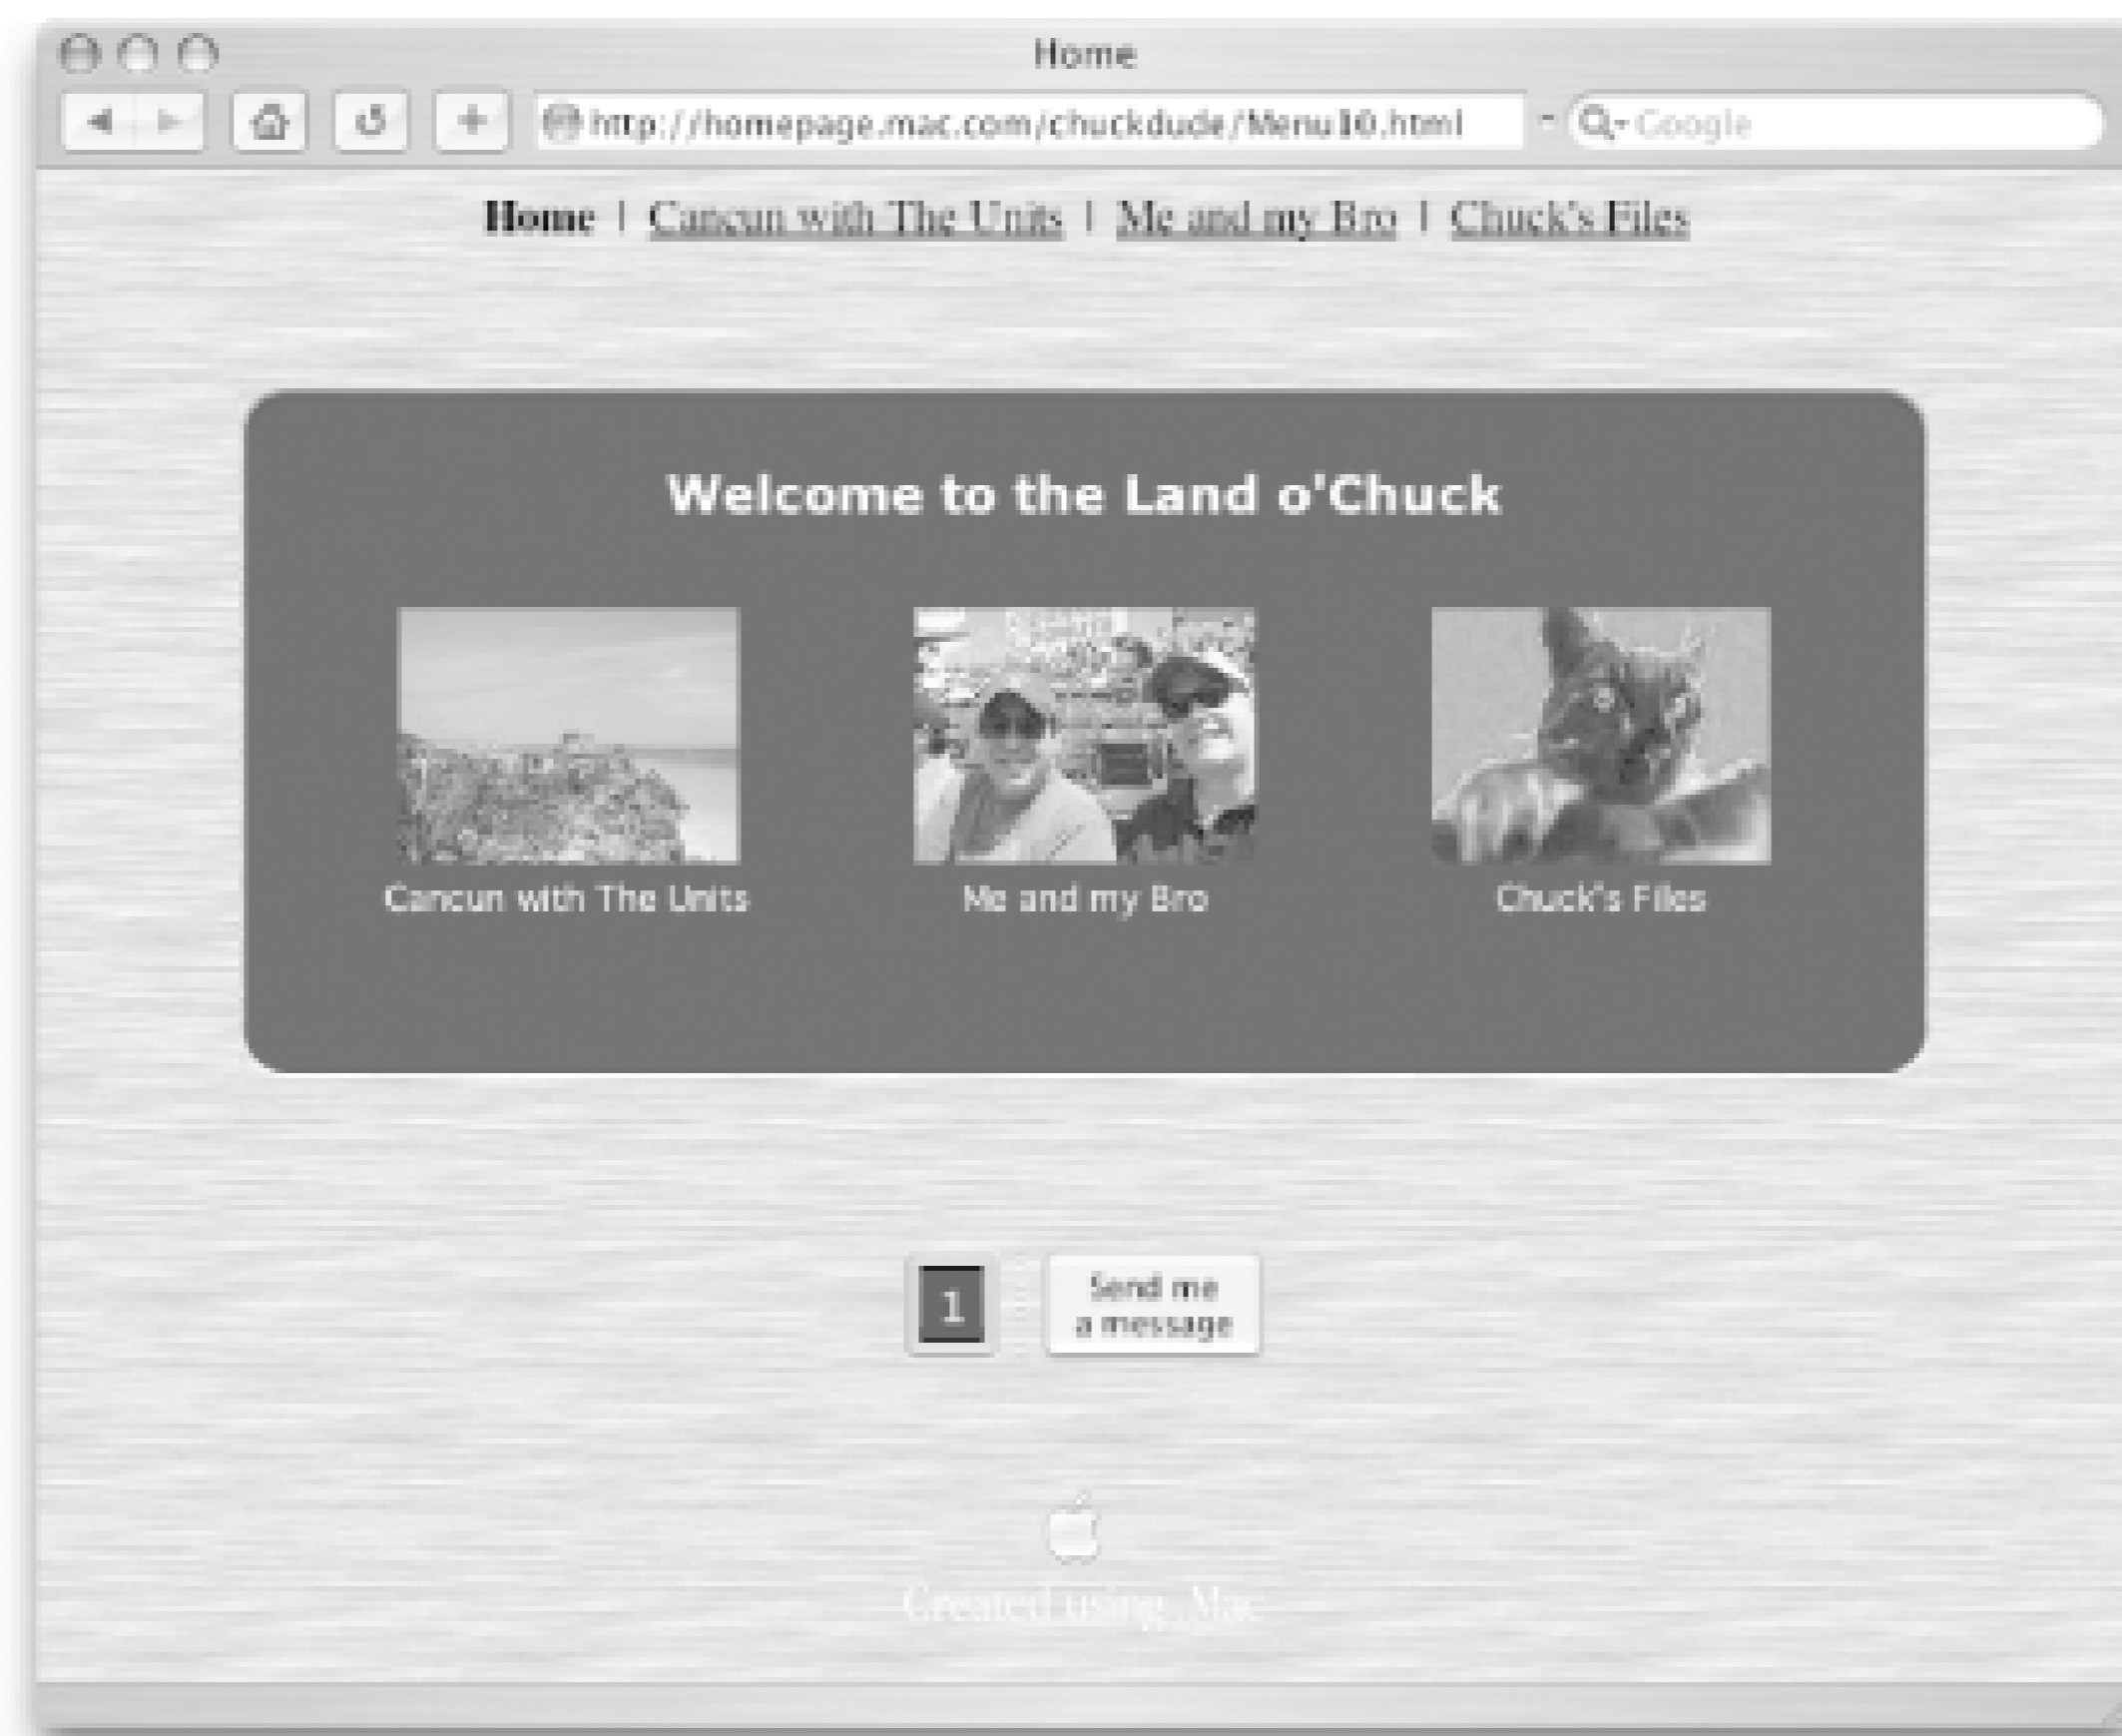 Home
http://homepage.mac.com/chuckdude/Menu10.html Google
Home | Cancun with The Units | Me and my Bro | Chuck's Files
Welcome to the Land o'Chuck
Cancun with The Units Me and my Bro Chuck's Files
1 Send me
a message
Created using .Mac